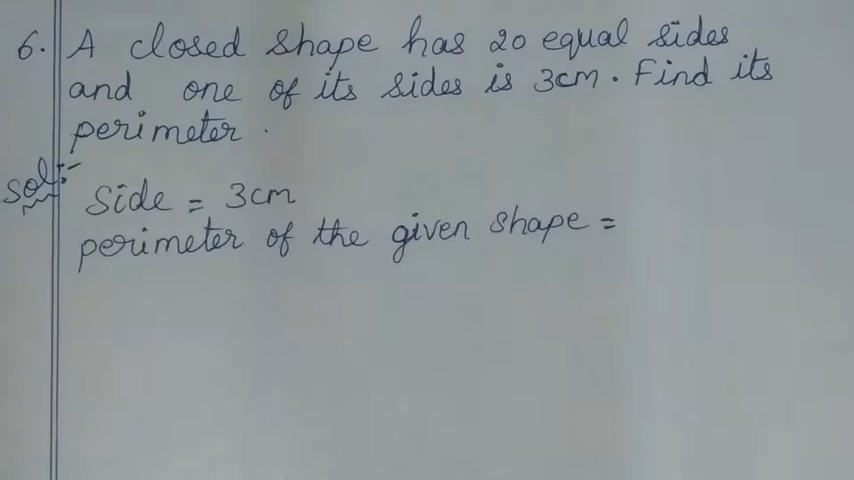 6. A closed shape has 20 equal sides
and one of its sides is 3cm. Find its
perimeter.
Sol:-
Side = 3cm
perimeter of the given shape =